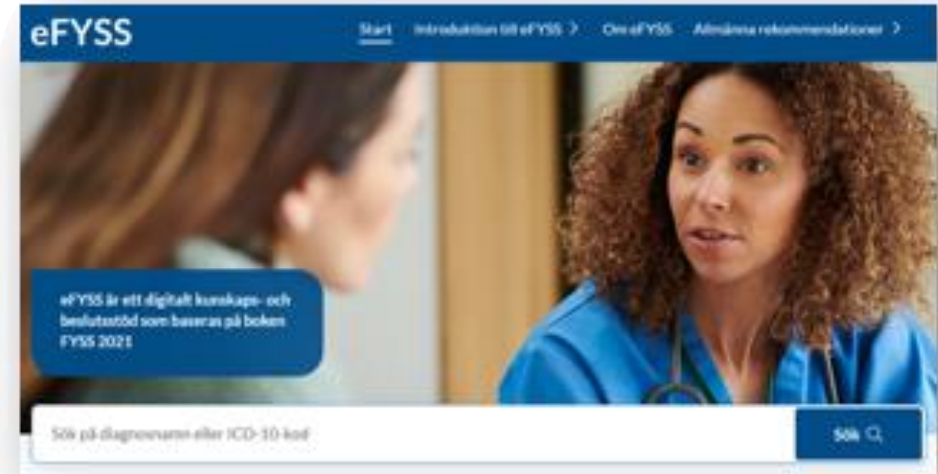 eFYSS
Start Introduktion till eFYSS > Om eFYSS Allmänna rekommendationer >
eFYSS är ett digitalt kunskaps- och
beslutsstöd som baseras på boken
FYSS 2021
Sök på diagnosnamn eller ICD-10-kod
Sök